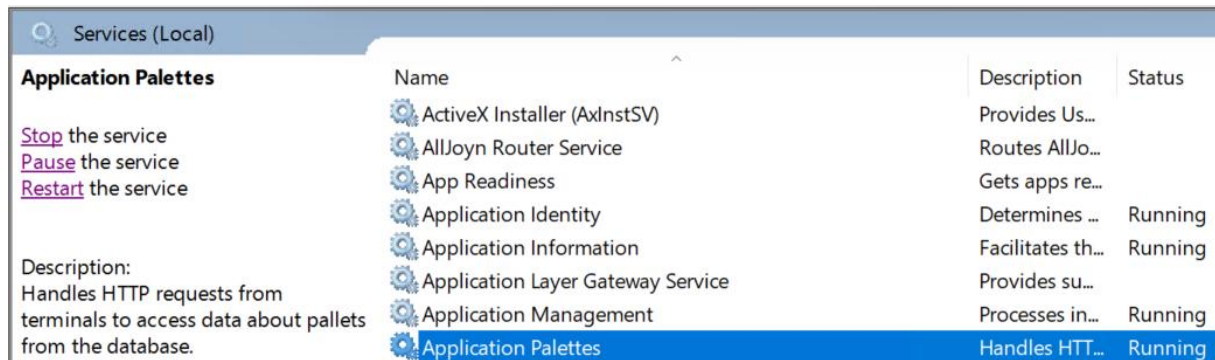 Services (Local)
Application Palettes
Stop the service
Pause the service
Restart the service
Description:
Handles HTTP requests from
terminals to access data about pallets
from the database.
Name Description Status
ActiveX Installer (AxInstSV) Provides Us...
AllJoyn Router Service Routes AllJo...
App Readiness Gets apps re...
Application Identity Determines ... Running
Application Information Facilitates th... Running
Application Layer Gateway Service Provides su...
Application Management Processes in... Running
Application Palettes Handles HTT... Running